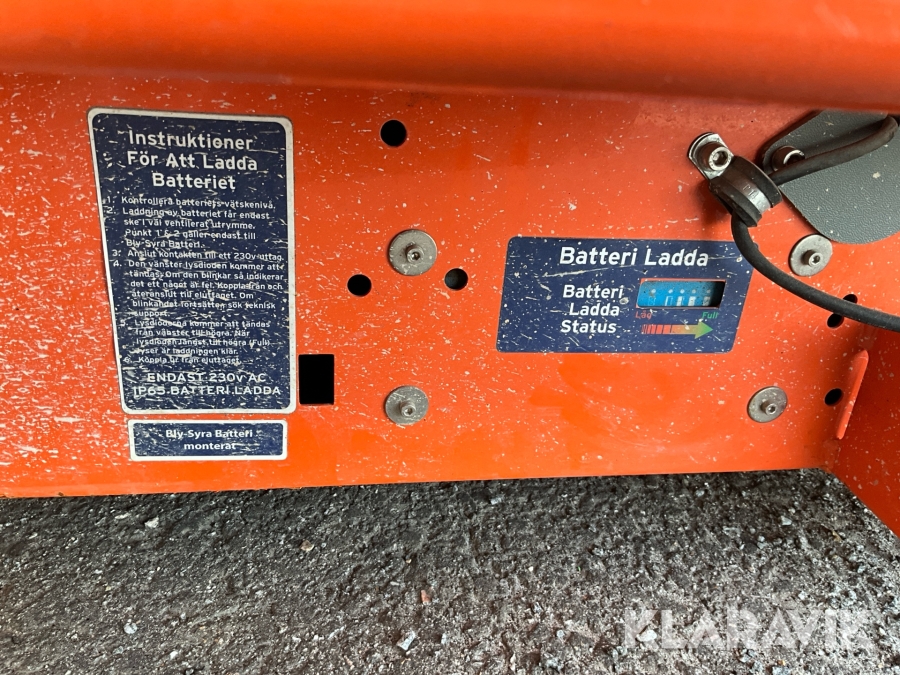 Instruktioner
För Att Ladda
Batteriet
1. Kontrollera batteriets vätskenivå.
2. Laddning av batteriet får endast
ske i väl ventilerat utrymme.
Punkt 1 & 2 gäller endast till
Bly-Syra Batteri.
3. Anslut kontakten till ett 230v uttag.
4. Den vänster lysdioden kommer att
tändas. Om den blinkar så indikerar
det ett något är fel. Koppla från och
återanslut till eluttaget. Om
blinkandet fortsätter sök teknisk
support.
5. Lysdioderna kommer att tändas
från vänster till högra. När
lysdioden längst till högra (Full)
lyser är laddningen klar.
6. Koppla ur från eluttaget.
ENDAST 230v AC
IP65 BATTERI LADDA
Bly-Syra Batteri
monterat
Batteri Ladda
Batteri
Ladda
Status
Låg
Full
KLARAVIK